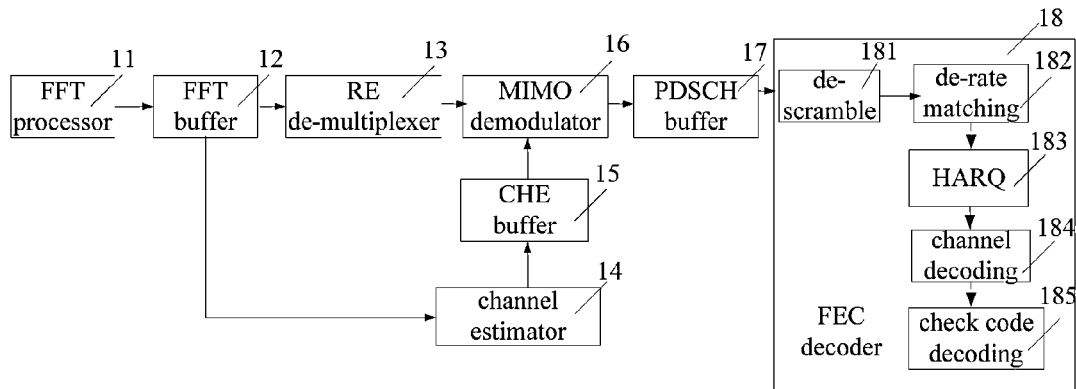 11
FFT
processor
12
FFT
buffer
13
RE
de-multiplexer
16
MIMO
demodulator
17
PDSCH
buffer
18
181
de-
scramble
182
de-rate
matching
183
HARQ
184
channel
decoding
185
check code
decoding
FEC
decoder
15
CHE
buffer
14
channel
estimator